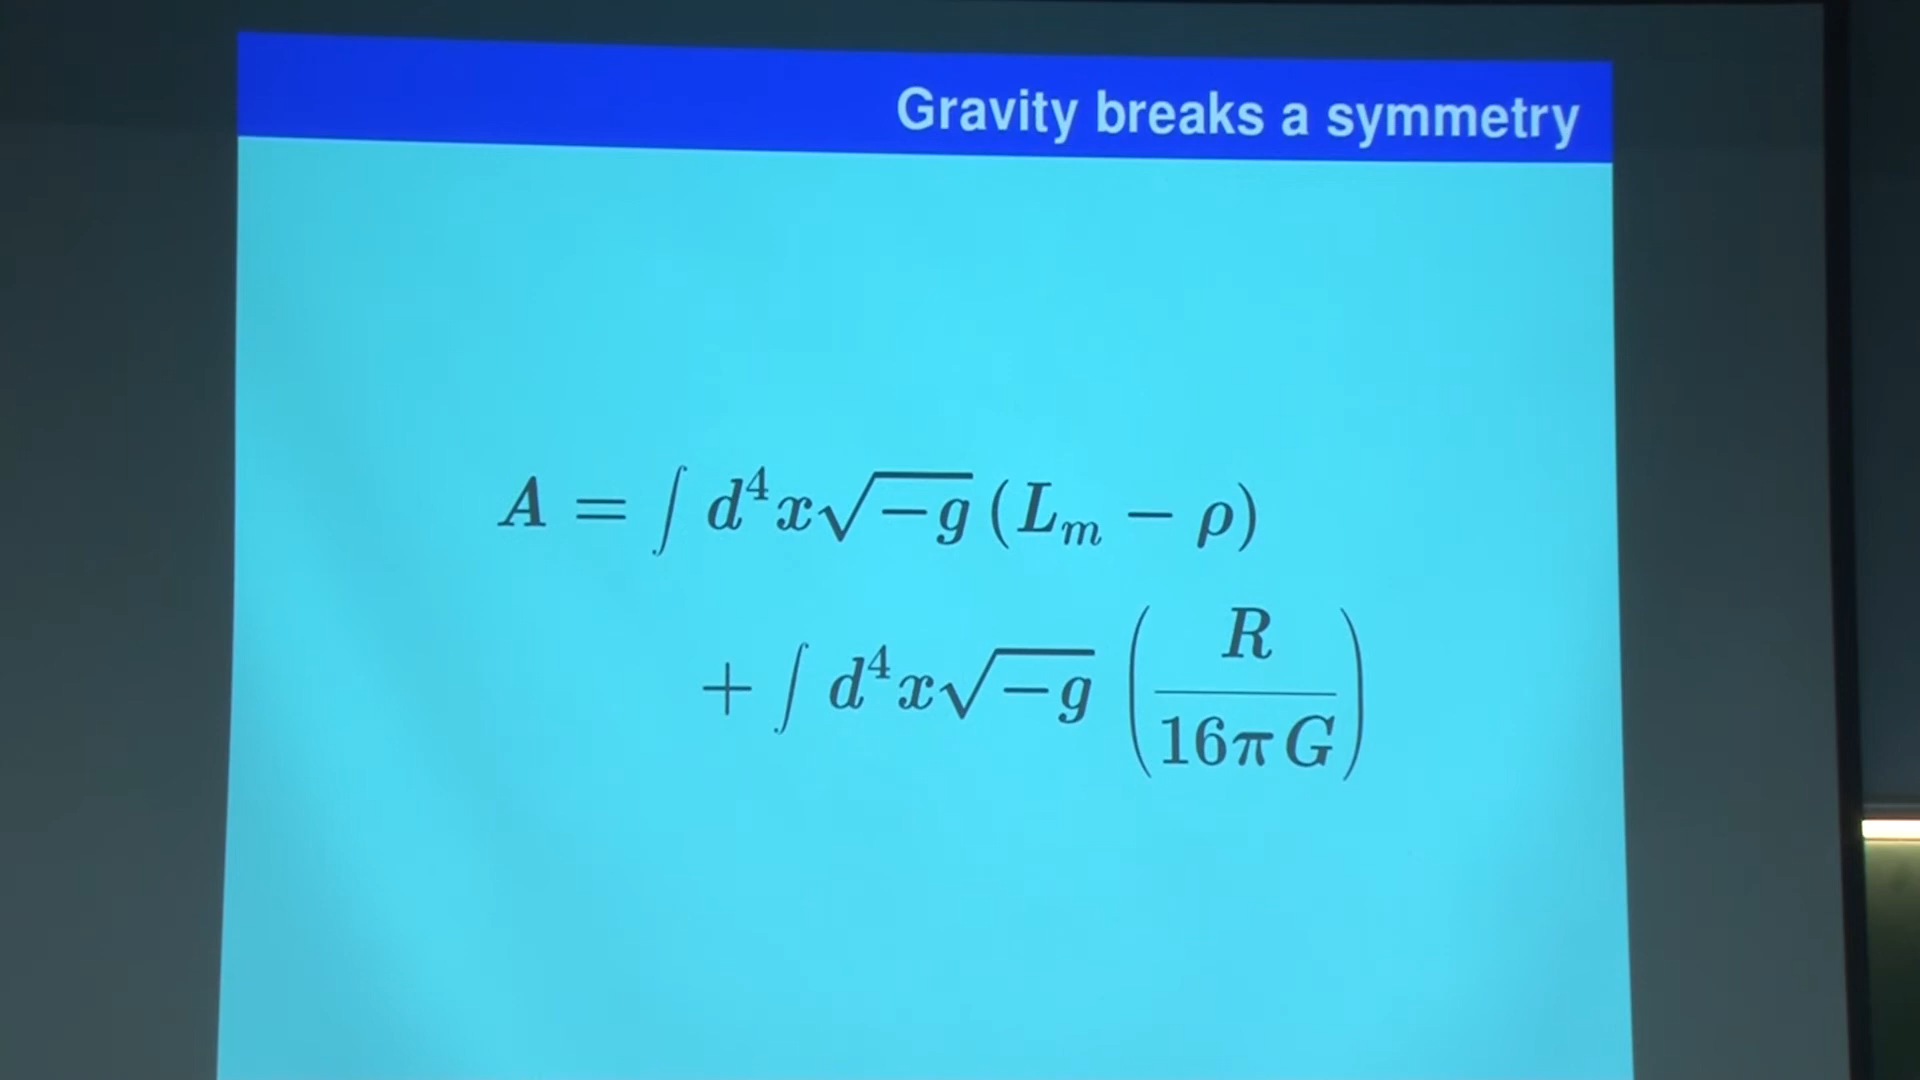 Gravity breaks a symmetry
A = ∫ d⁴x√−g (Lₘ − ρ)
+ ∫ d⁴x√−g (R / 16πG)